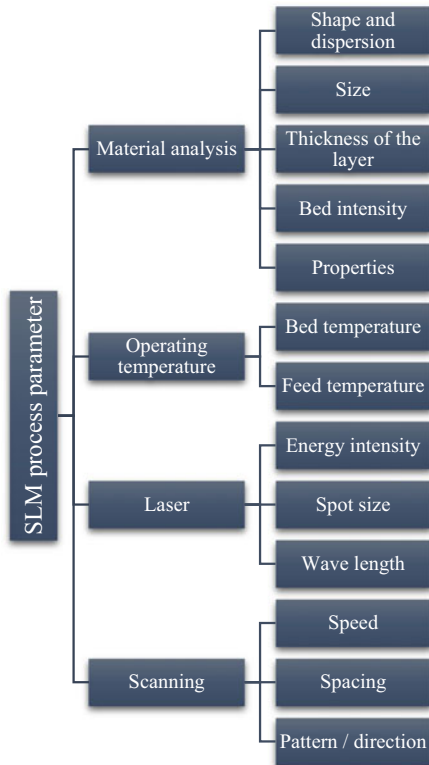 SLM process parameter
Material analysis
Shape and
dispersion
Size
Thickness of the
layer
Bed intensity
Properties
Operating
temperature
Bed temperature
Feed temperature
Laser
Energy intensity
Spot size
Wave length
Scanning
Speed
Spacing
Pattern / direction